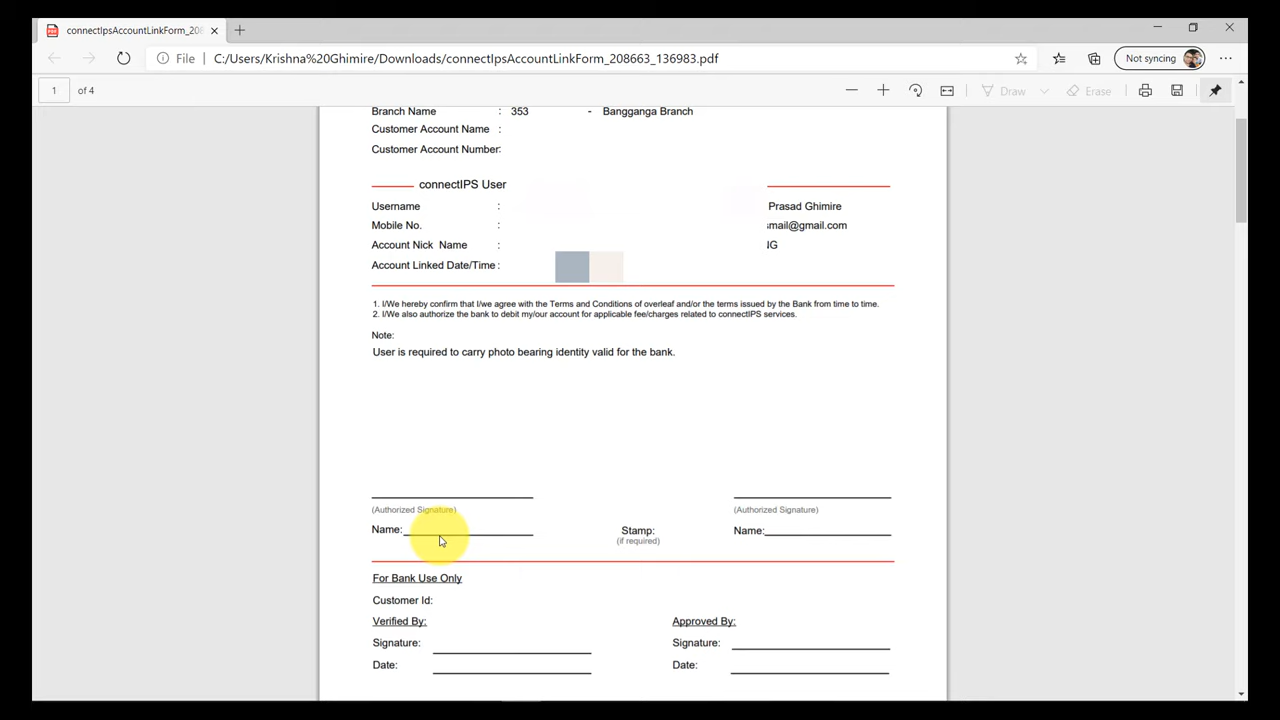 connectIpsAccountLinkForm_208
File C:/Users/Krishna%20Ghimire/Downloads/connectIpsAccountLinkForm_208663_136983.pdf Not syncing
1 of 4 Draw Erase
Branch Name : 353 - Bangganga Branch
Customer Account Name :
Customer Account Number:
connectIPS User
Username : Prasad Ghimire
Mobile No. : mail@gmail.com
Account Nick Name : NG
Account Linked Date/Time :
1. I/We hereby confirm that I/we agree with the Terms and Conditions of overleaf and/or the terms issued by the Bank from time to time.
2. I/We also authorize the bank to debit my/our account for applicable fee/charges related to connectIPS services.
Note:
User is required to carry photo bearing identity valid for the bank.
(Authorized Signature) (Authorized Signature)
Name: Stamp: Name:
(if required)
For Bank Use Only
Customer Id:
Verified By: Approved By:
Signature: Signature:
Date: Date: